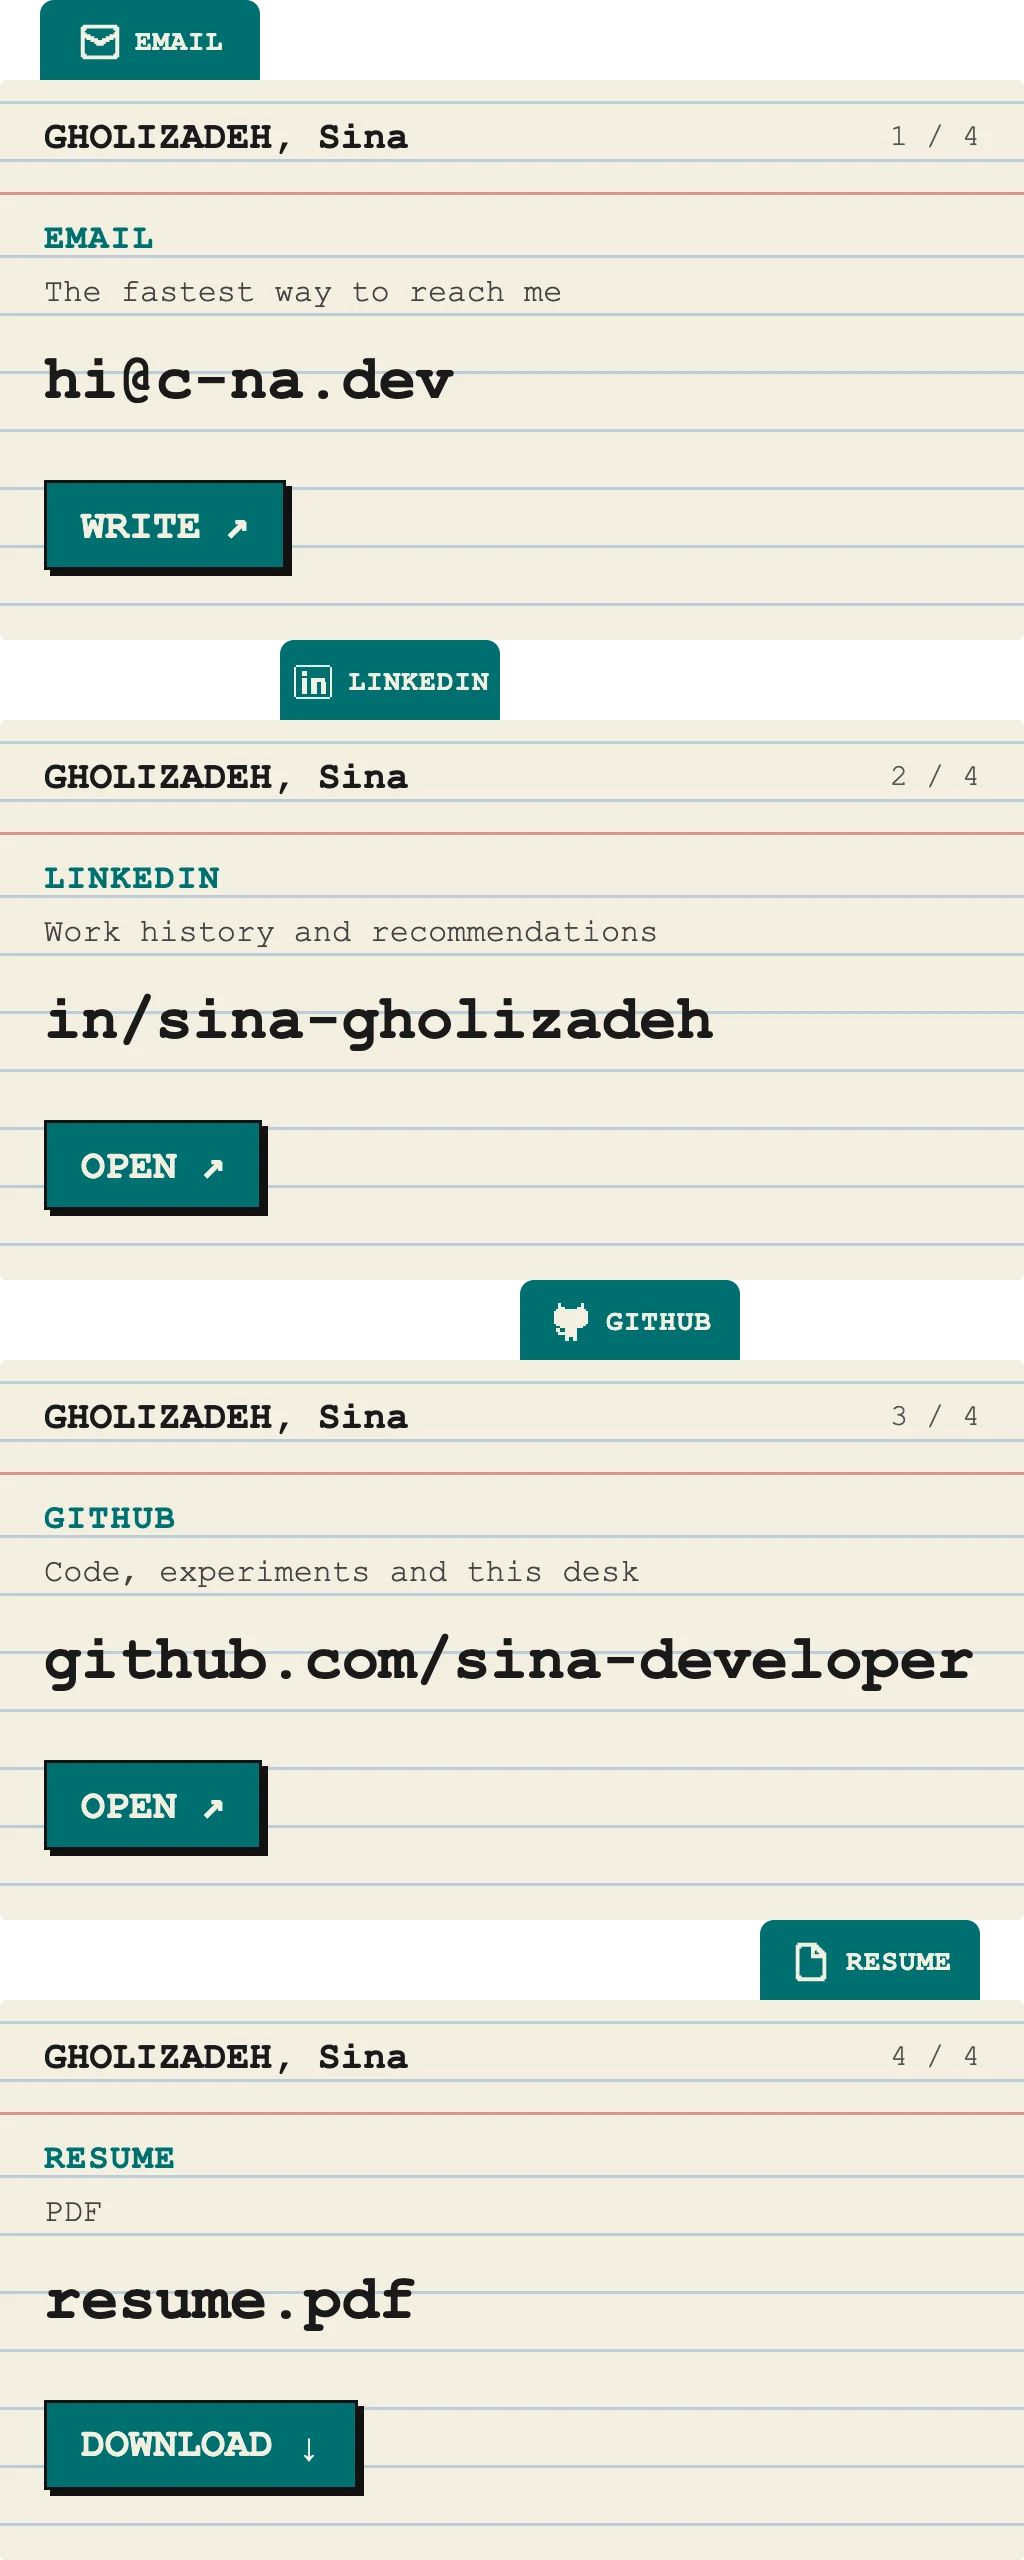 EMAIL
GHOLIZADEH, Sina 1 / 4
EMAIL
The fastest way to reach me
hi@c-na.dev
WRITE ↗
in LINKEDIN
GHOLIZADEH, Sina 2 / 4
LINKEDIN
Work history and recommendations
in/sina-gholizadeh
OPEN ↗
GITHUB
GHOLIZADEH, Sina 3 / 4
GITHUB
Code, experiments and this desk
github.com/sina-developer
OPEN ↗
RESUME
GHOLIZADEH, Sina 4 / 4
RESUME
PDF
resume.pdf
DOWNLOAD ↓